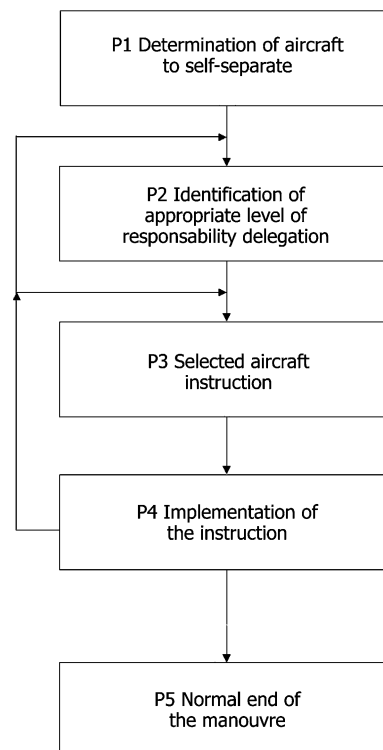 P1 Determination of aircraft
to self-separate
P2 Identification of
appropriate level of
responsability delegation
P3 Selected aircraft
instruction
P4 Implementation of
the instruction
P5 Normal end of
the manouvre